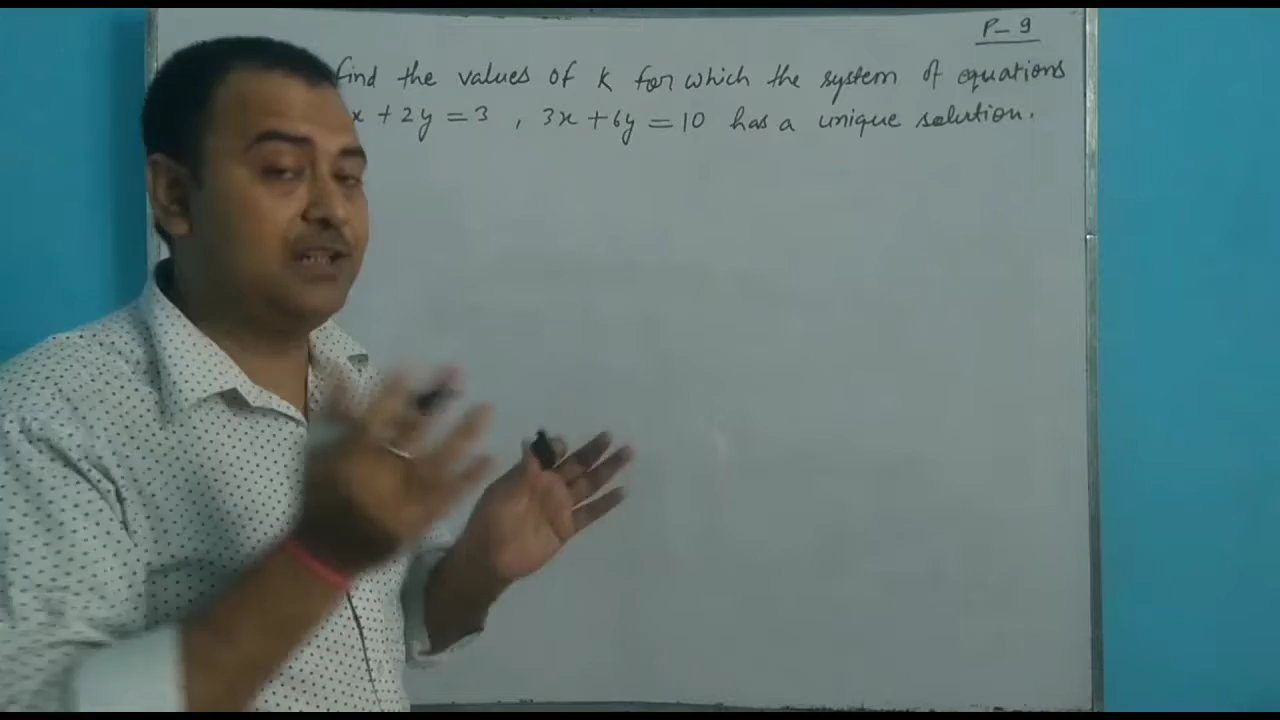 P-9
find the values of K for which the system of equations
x + 2y = 3 , 3x + 6y = 10 has a unique solution.